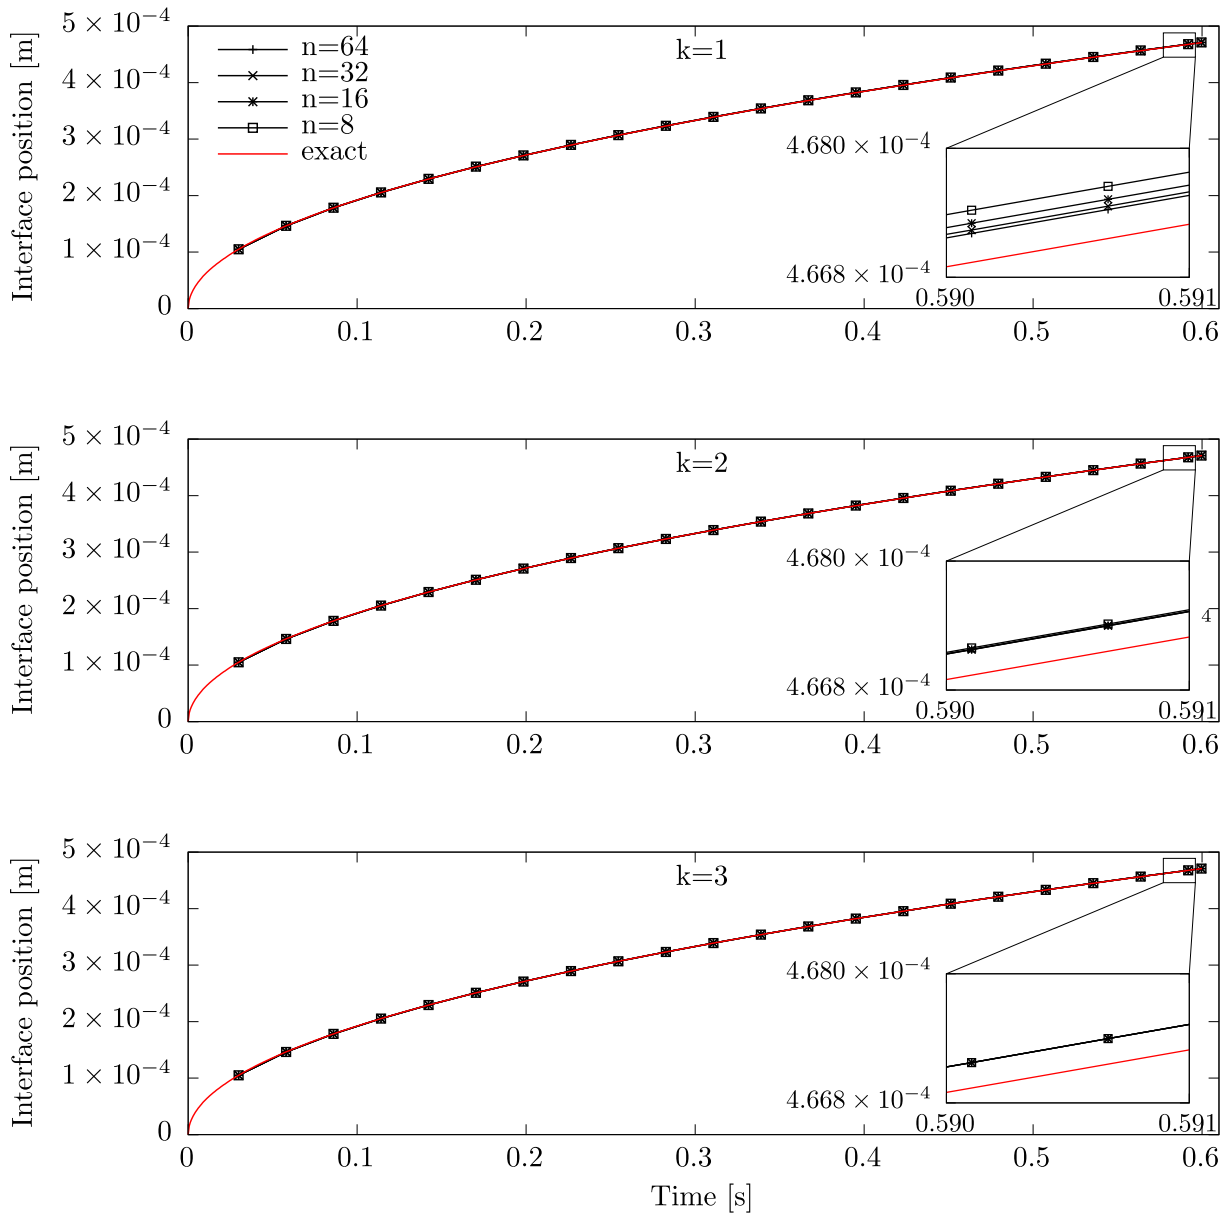 5 × 10⁻⁴
4 × 10⁻⁴
3 × 10⁻⁴
2 × 10⁻⁴
1 × 10⁻⁴
0
Interface position [m]
n=64
n=32
n=16
n=8
exact
k=1
4.680 × 10⁻⁴
4.668 × 10⁻⁴
0.590 0.591
0 0.1 0.2 0.3 0.4 0.5 0.6
5 × 10⁻⁴
4 × 10⁻⁴
3 × 10⁻⁴
2 × 10⁻⁴
1 × 10⁻⁴
0
Interface position [m]
k=2
4.680 × 10⁻⁴
4
4.668 × 10⁻⁴
0.590 0.591
0 0.1 0.2 0.3 0.4 0.5 0.6
5 × 10⁻⁴
4 × 10⁻⁴
3 × 10⁻⁴
2 × 10⁻⁴
1 × 10⁻⁴
0
Interface position [m]
k=3
4.680 × 10⁻⁴
4.668 × 10⁻⁴
0.590 0.591
0 0.1 0.2 0.3 0.4 0.5 0.6
Time [s]